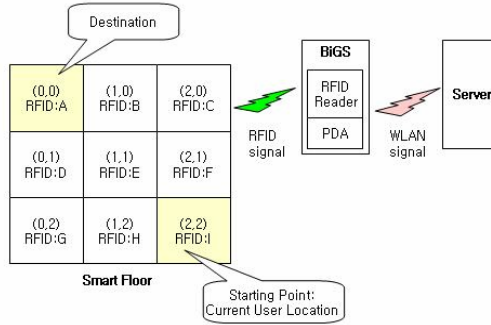 Destination
BiGS
(0,0)
RFID:A
(1,0)
RFID:B
(2,0)
RFID:C
RFID
Reader
Server
RFID
signal
PDA
WLAN
signal
(0,1)
RFID:D
(1,1)
RFID:E
(2,1)
RFID:F
(0,2)
RFID:G
(1,2)
RFID:H
(2,2)
RFID:I
Smart Floor
Starting Point:
Current User Location